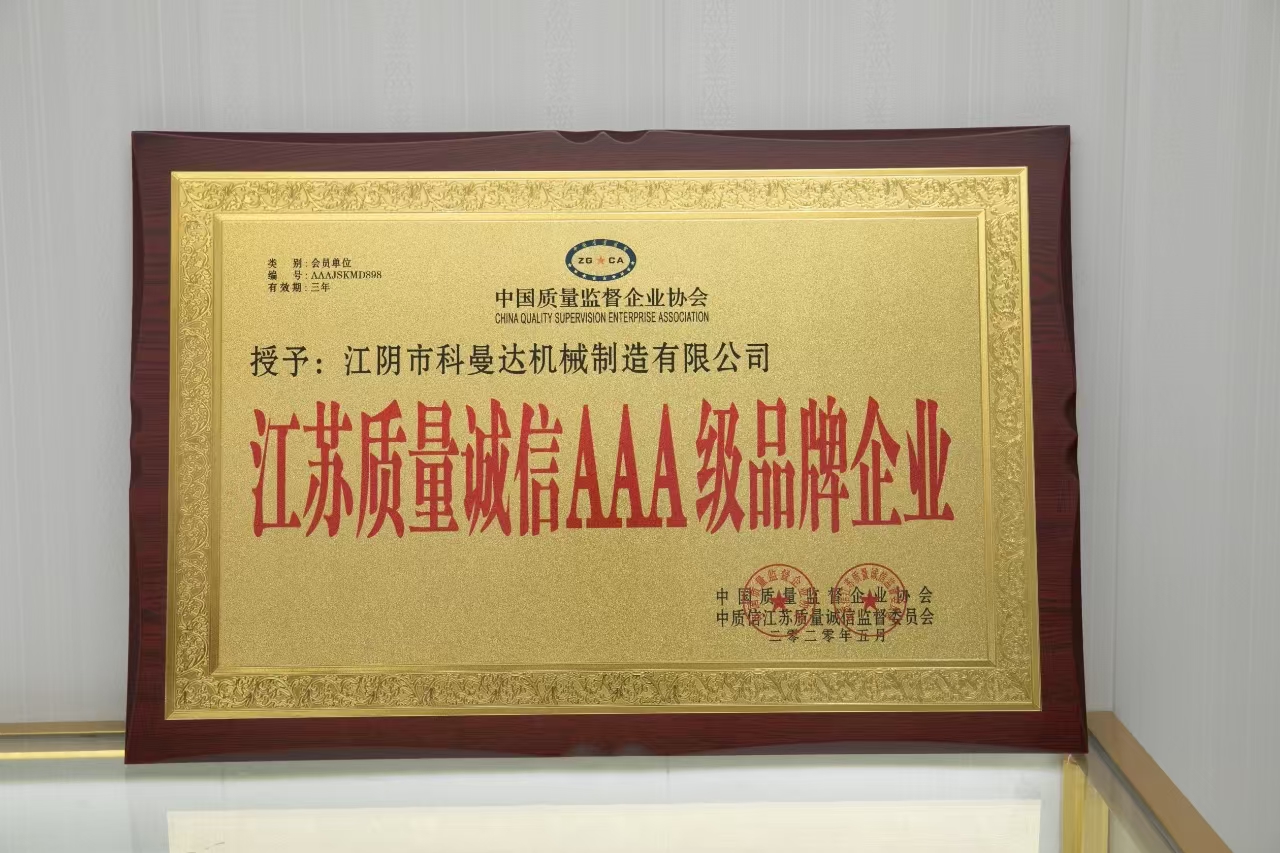 类 别：会员单位
编 号：AAAJSKMD898
有效期：三年
ZG★CA
中国质量监督企业协会
CHINA QUALITY SUPERVISION ENTERPRISE ASSOCIATION
授予：江阴市科曼达机械制造有限公司
江苏质量诚信AAA级品牌企业
中国质量监督企业协会
中质信江苏质量诚信监督委员会
二零二零年五月